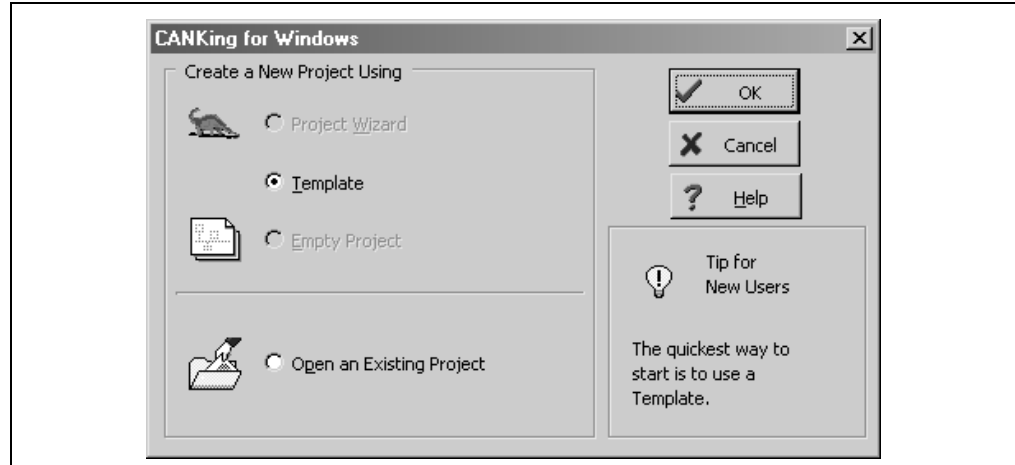 CANKing for Windows
Create a New Project Using
Project Wizard
Template
Empty Project
Open an Existing Project
OK
Cancel
Help
Tip for
New Users
The quickest way to
start is to use a
Template.